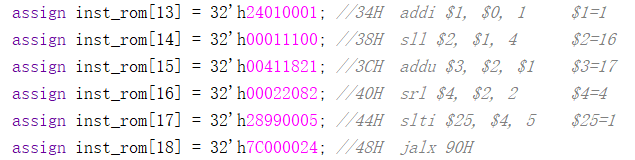 assign inst_rom[13] = 32'h24010001; //34H addi $1, $0, 1 $1=1
assign inst_rom[14] = 32'h00011100; //38H sll $2, $1, 4 $2=16
assign inst_rom[15] = 32'h00411821; //3CH addu $3, $2, $1 $3=17
assign inst_rom[16] = 32'h00022082; //40H srl $4, $2, 2 $4=4
assign inst_rom[17] = 32'h28990005; //44H slti $25, $4, 5 $25=1
assign inst_rom[18] = 32'h7C000024; //48H jalx 90H